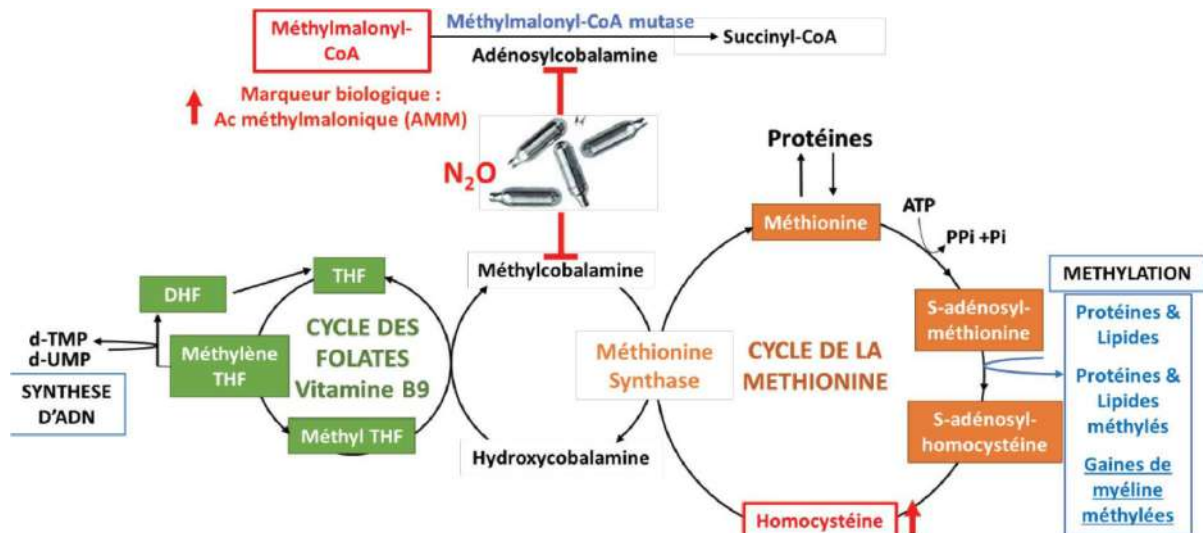 Méthylmalonyl-
CoA
Méthylmalonyl-CoA mutase
Adénosylcobalamine
Succinyl-CoA
Marqueur biologique :
Ac méthylmalonique (AMM)
N₂O
Protéines
Méthionine
ATP
PPi +Pi
METHYLATION
S-adénosyl-
méthionine
Protéines &
Lipides
Protéines &
Lipides
méthylés
S-adénosyl-
homocystéine
Gaines de
myéline
méthylées
Méthylcobalamine
THF
DHF
CYCLE DES
FOLATES
Vitamine B9
d-TMP
d-UMP
Méthylène
THF
SYNTHESE
D'ADN
Méthyl THF
Méthionine
Synthase
CYCLE DE LA
METHIONINE
Hydroxycobalamine
Homocystéine